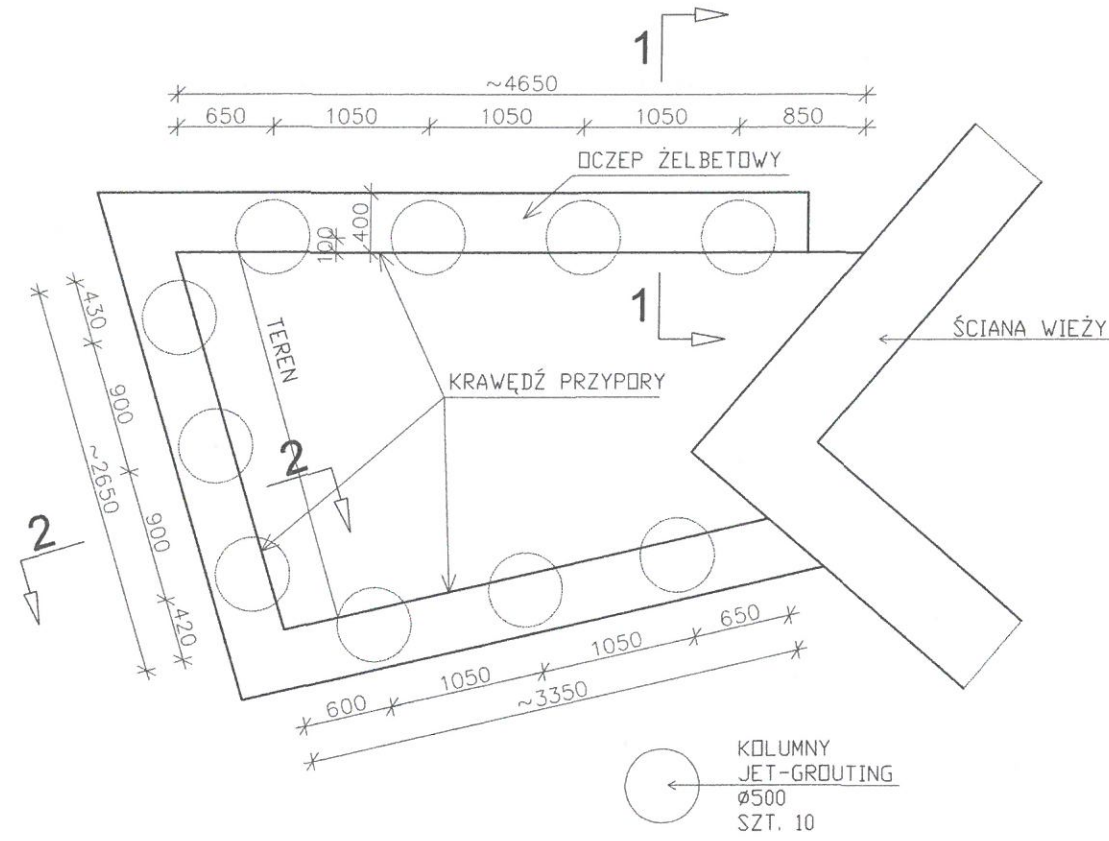 1
~4650
650 1050 1050 1050 850
OCZEP ŻELBETOWY
400
100
1
ŚCIANA WIEŻY
TEREN
KRAWĘDŹ PRZYPORY
430
900
900
420
~2650
2
2
600 1050 1050 650
~3350
KOLUMNY
JET-GROUTING
Ø500
SZT. 10